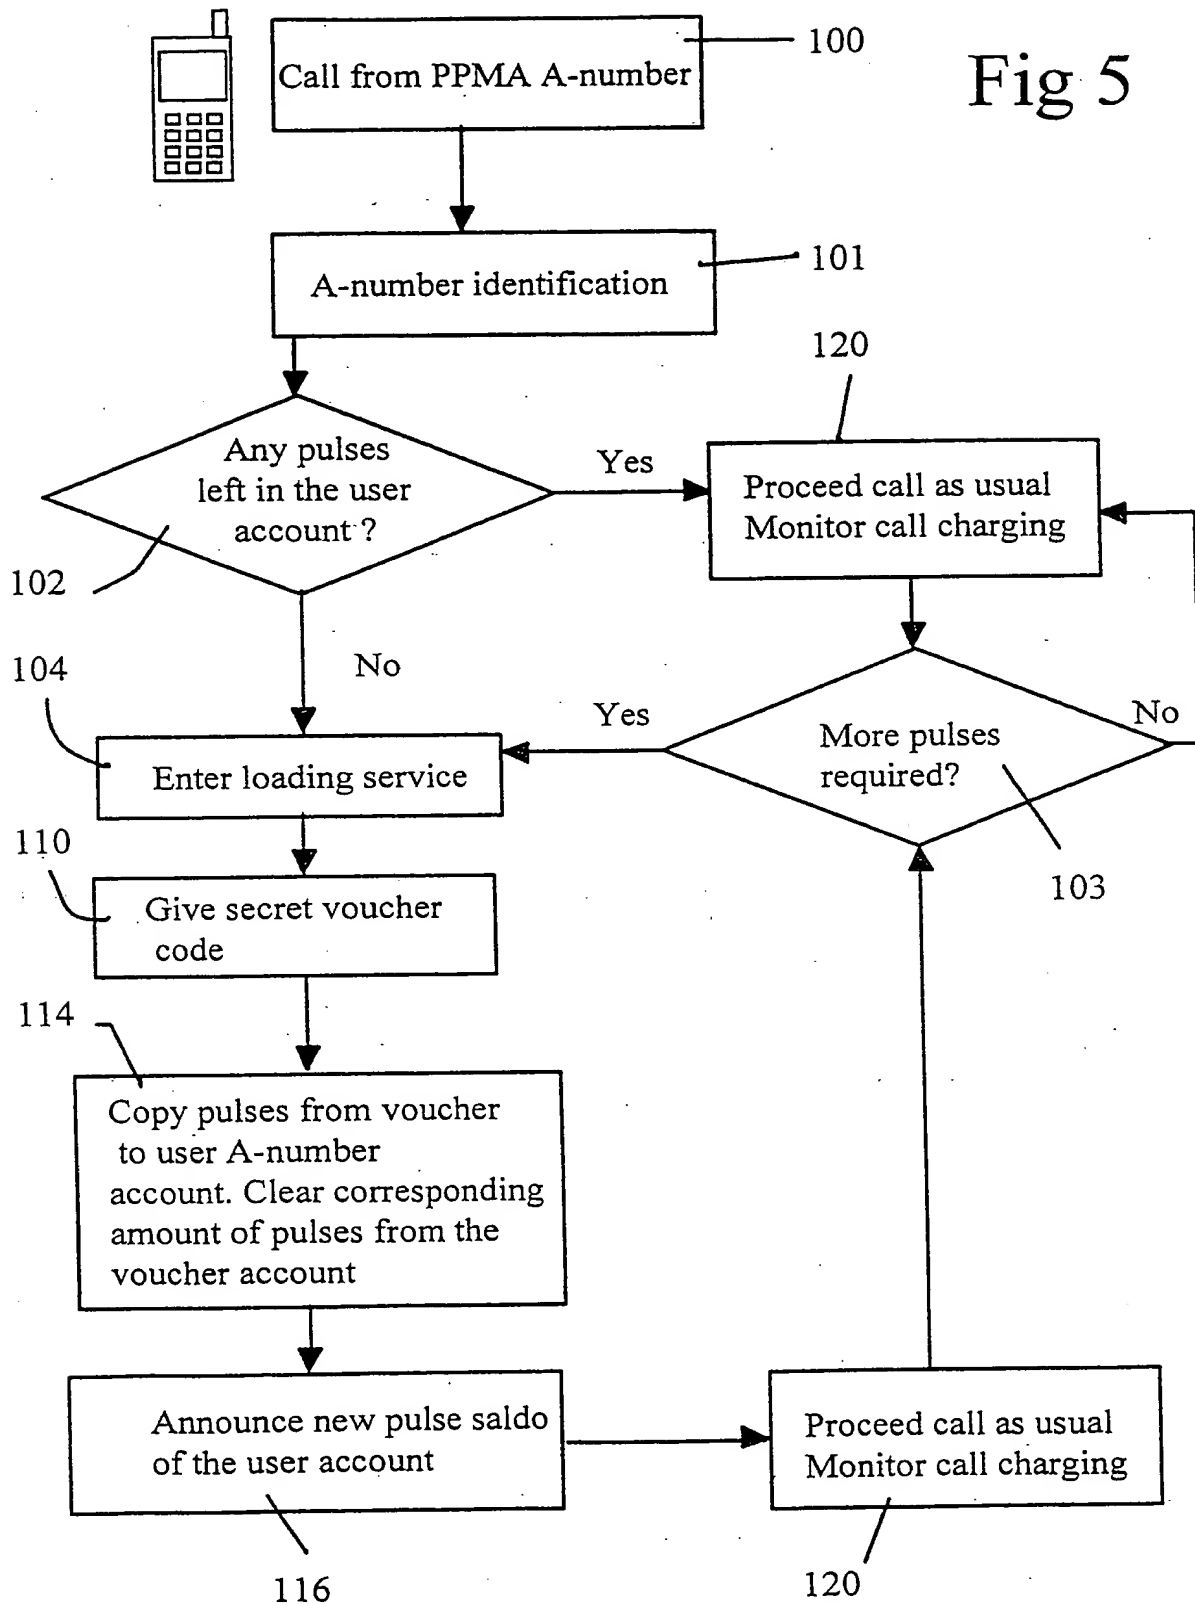 Fig 5
100
Call from PPMA A-number
101
A-number identification
120
Any pulses
left in the user
account ?
Yes
Proceed call as usual
Monitor call charging
102
No
104
Yes
No
More pulses
required?
Enter loading service
110
103
Give secret voucher
code
114
Copy pulses from voucher
to user A-number
account. Clear corresponding
amount of pulses from the
voucher account
Announce new pulse saldo
of the user account
Proceed call as usual
Monitor call charging
116
120